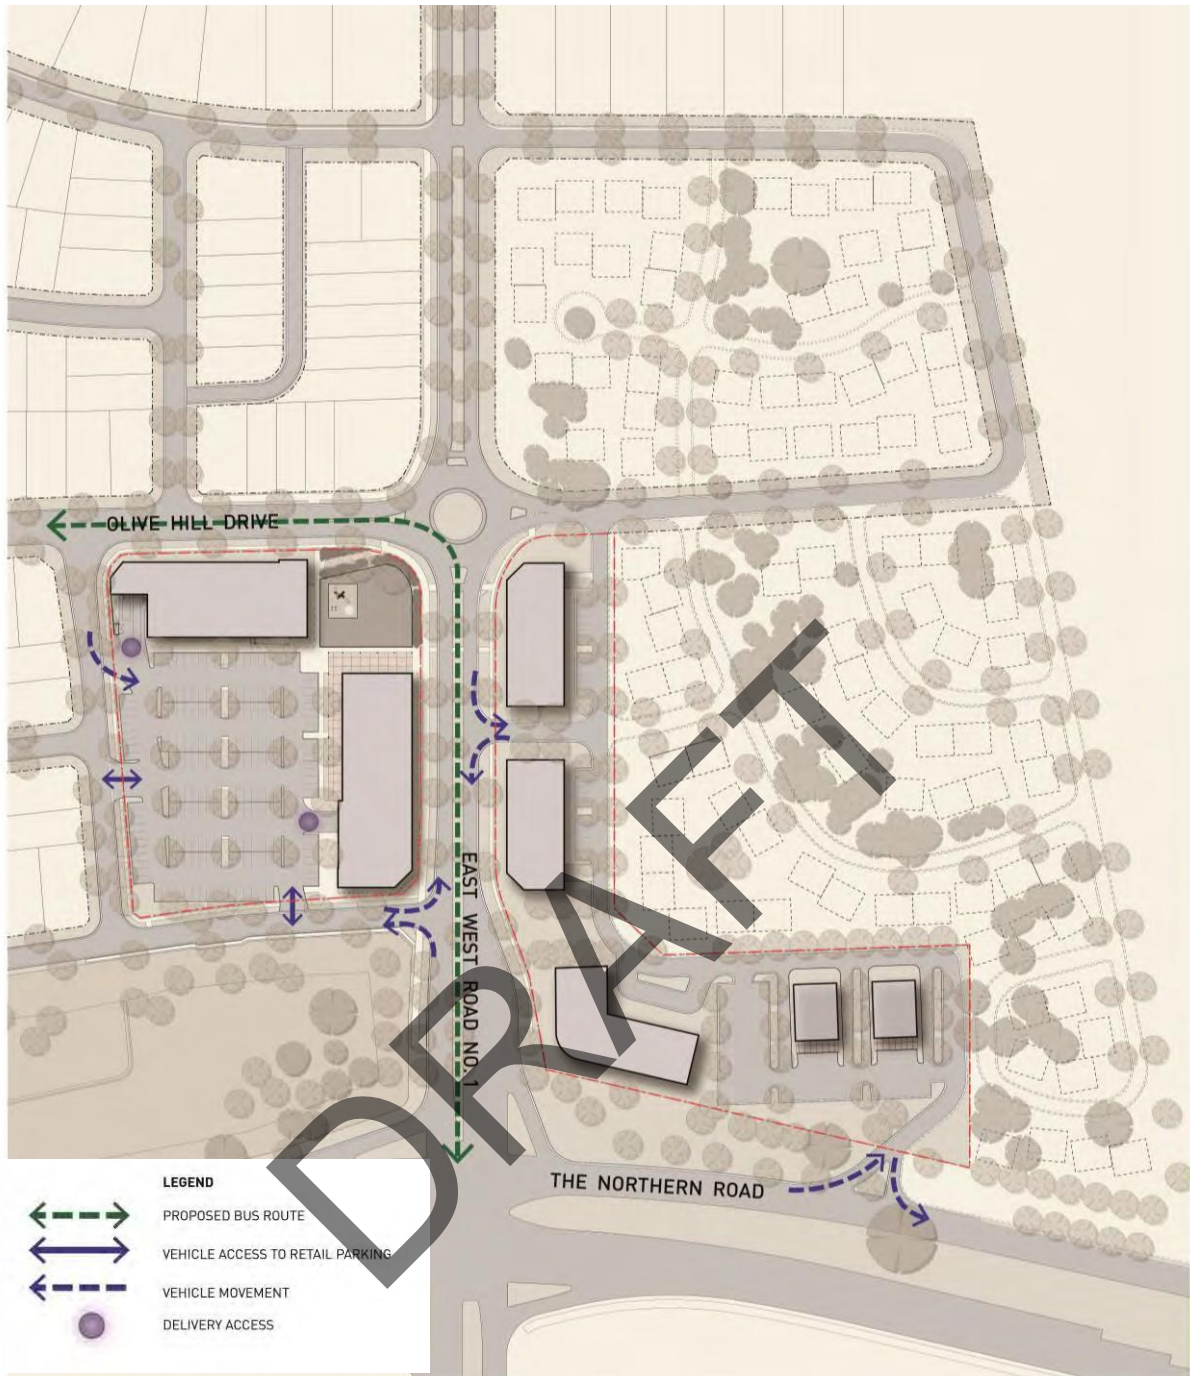 OLIVE HILL DRIVE
EAST WEST ROAD NO.1
DRAFT
THE NORTHERN ROAD
LEGEND
PROPOSED BUS ROUTE
VEHICLE ACCESS TO RETAIL PARKING
VEHICLE MOVEMENT
DELIVERY ACCESS